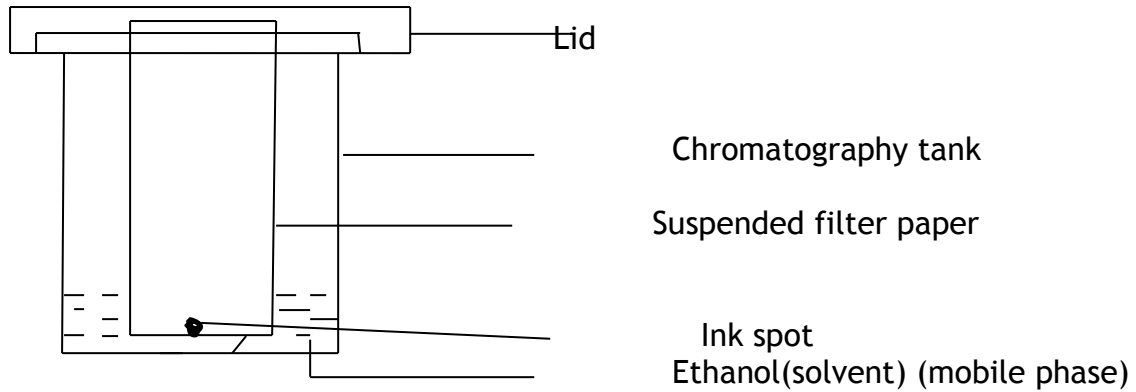 Lid
Chromatography tank
Suspended filter paper
Ink spot
Ethanol(solvent) (mobile phase)